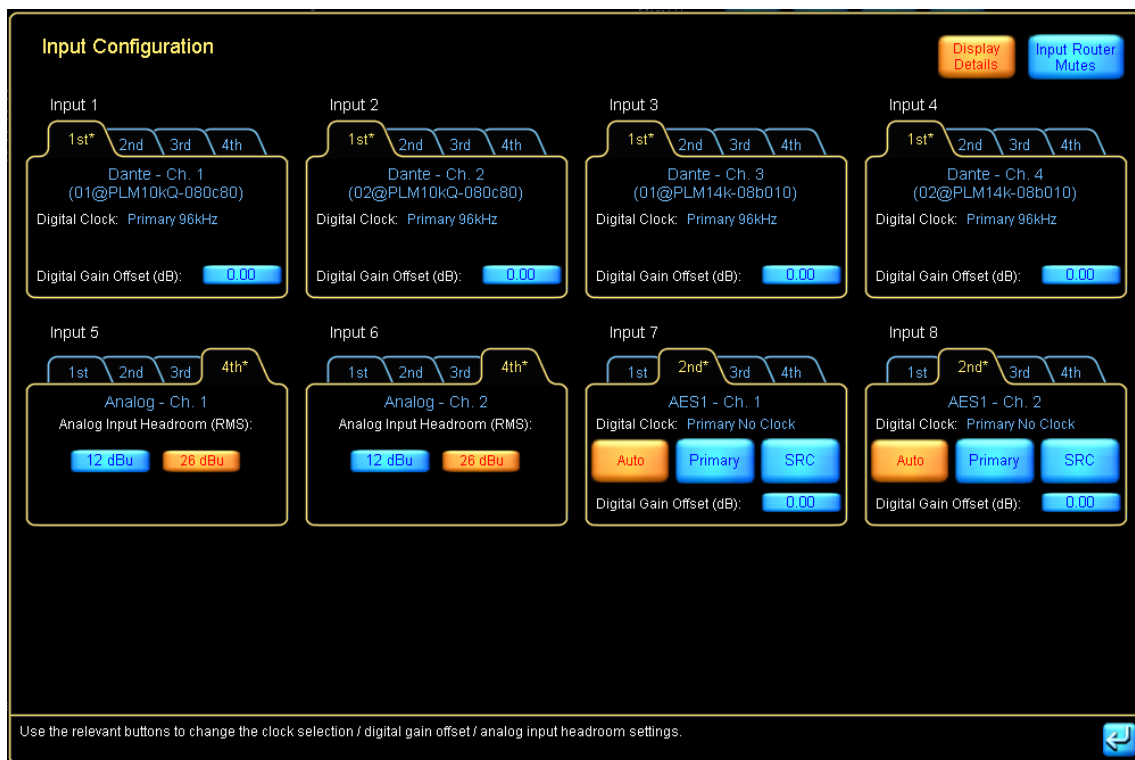 Input Configuration
Display Details
Input Router Mutes
Input 1
1st* 2nd 3rd 4th
Dante - Ch. 1
(01@PLM10kQ-080c80)
Digital Clock: Primary 96kHz
Digital Gain Offset (dB): 0.00
Input 2
1st* 2nd 3rd 4th
Dante - Ch. 2
(02@PLM10kQ-080c80)
Digital Clock: Primary 96kHz
Digital Gain Offset (dB): 0.00
Input 3
1st* 2nd 3rd 4th
Dante - Ch. 3
(01@PLM14k-08b010)
Digital Clock: Primary 96kHz
Digital Gain Offset (dB): 0.00
Input 4
1st* 2nd 3rd 4th
Dante - Ch. 4
(02@PLM14k-08b010)
Digital Clock: Primary 96kHz
Digital Gain Offset (dB): 0.00
Input 5
1st 2nd 3rd 4th*
Analog - Ch. 1
Analog Input Headroom (RMS):
12 dBu 26 dBu
Input 6
1st 2nd 3rd 4th*
Analog - Ch. 2
Analog Input Headroom (RMS):
12 dBu 26 dBu
Input 7
1st 2nd* 3rd 4th
AES1 - Ch. 1
Digital Clock: Primary No Clock
Auto Primary SRC
Digital Gain Offset (dB): 0.00
Input 8
1st 2nd* 3rd 4th
AES1 - Ch. 2
Digital Clock: Primary No Clock
Auto Primary SRC
Digital Gain Offset (dB): 0.00
Use the relevant buttons to change the clock selection / digital gain offset / analog input headroom settings.